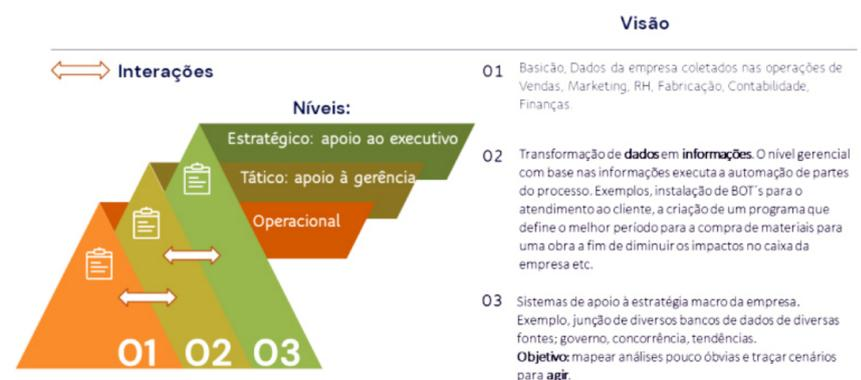 Visão
Interações
Níveis:
Estratégico: apoio ao executivo
Tático: apoio à gerência
Operacional
01 02 03
01 Basicão, Dados da empresa coletados nas operações de
Vendas, Marketing, RH, Fabricação, Contabilidade,
Finanças.
02 Transformação de dados em informações. O nível gerencial
com base nas informações executa a automação de partes
do processo. Exemplos, instalação de BOT´s para o
atendimento ao cliente, a criação de um programa que
define o melhor período para a compra de materiais para
uma obra a fim de diminuir os impactos no caixa da
empresa etc.
03 Sistemas de apoio à estratégia macro da empresa.
Exemplo, junção de diversos bancos de dados de diversas
fontes; governo, concorrência, tendências.
Objetivo: mapear análises pouco óbvias e traçar cenários
para agir.